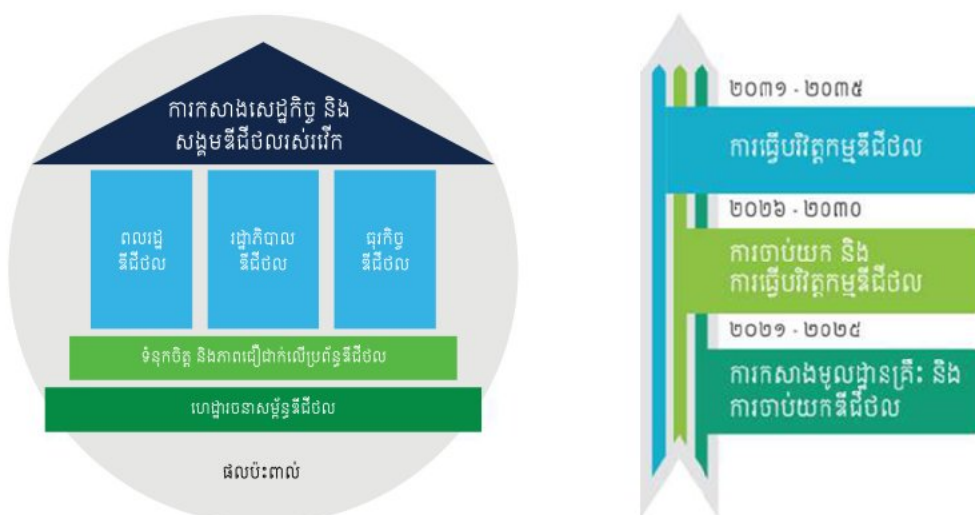 ការកសាងសេដ្ឋកិច្ច និង
សង្គមឌីជីថលរស់រវើក
ពលរដ្ឋ
ឌីជីថល
រដ្ឋាភិបាល
ឌីជីថល
ធុរកិច្ច
ឌីជីថល
ទំនុកចិត្ត និងភាពជឿជាក់លើប្រព័ន្ធឌីជីថល
ហេដ្ឋារចនាសម្ព័ន្ធឌីជីថល
ផលប៉ះពាល់
២០៣១ - ២០៣៥
ការធ្វើបរិវត្តកម្មឌីជីថល
២០២៦ - ២០៣០
ការចាប់យក និង
ការធ្វើបរិវត្តកម្មឌីជីថល
២០២១ - ២០២៥
ការកសាងមូលដ្ឋានគ្រឹះ និង
ការចាប់យកឌីជីថល